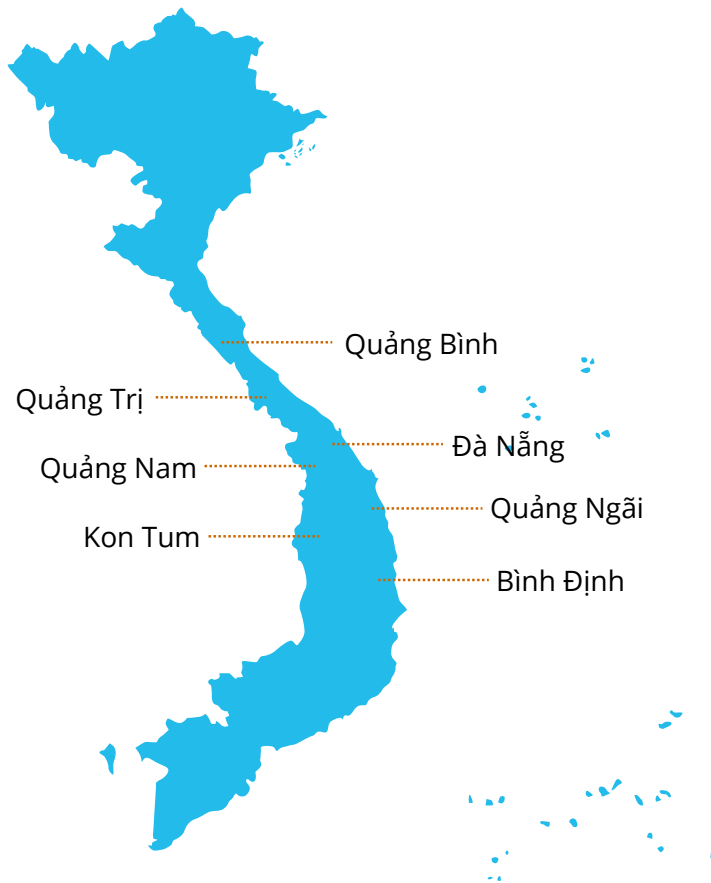 Quảng Bình
Quảng Trị
Đà Nẵng
Quảng Nam
Quảng Ngãi
Kon Tum
Bình Định